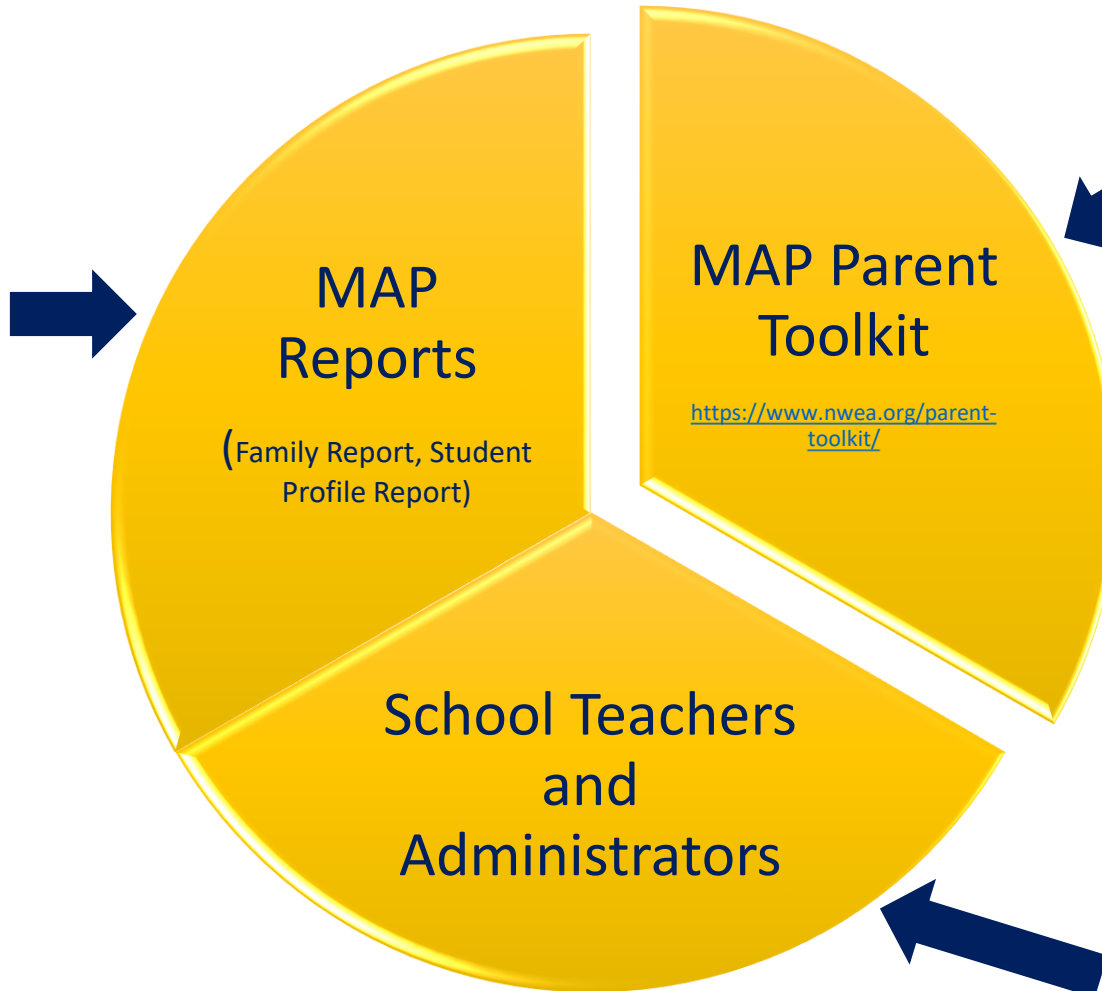 MAP
Reports
(Family Report, Student
Profile Report)
MAP Parent
Toolkit
https://www.nwea.org/parent-
toolkit/
School Teachers
and
Administrators